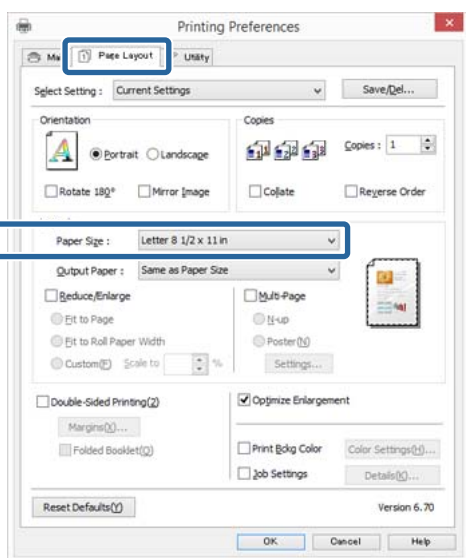 Printing Preferences
Ma
Page Layout
Utility
Select Setting :
Current Settings
Save/Del...
Orientation
Portrait
Landscape
Rotate 180°
Mirror Image
Copies
Copies :
1
Collate
Reverse Order
Paper Size :
Letter 8 1/2 x 11 in
Output Paper :
Same as Paper Size
Reduce/Enlarge
Fit to Page
Fit to Roll Paper Width
Custom(F)
Scale to
%
Multi-Page
N-up
Poster(N)
Settings...
Double-Sided Printing(2)
Margins(X)...
Folded Booklet(Q)
Optimize Enlargement
Print Bckg Color
Color Settings(H)...
Job Settings
Details(K)...
Reset Defaults(Y)
Version 6.70
OK
Cancel
Help